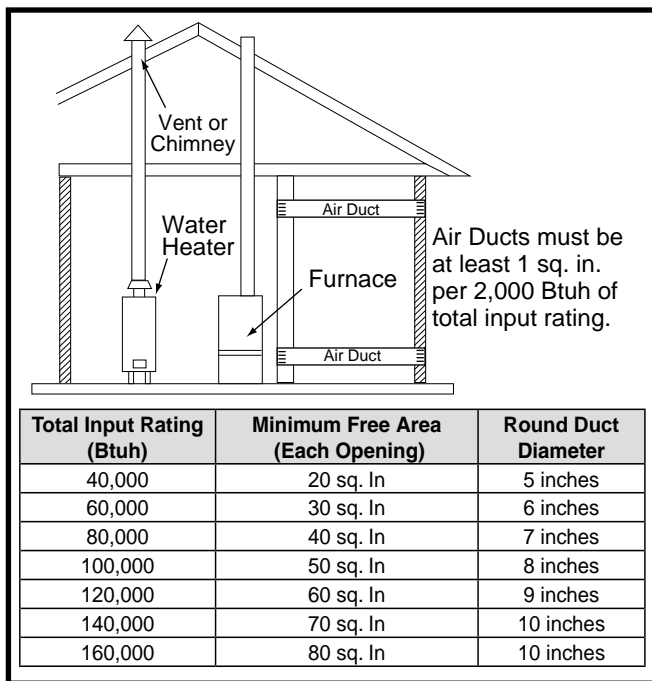 Vent or
Chimney
Water
Heater
Furnace
Air Duct
Air Duct
Air Ducts must be
at least 1 sq. in.
per 2,000 Btuh of
total input rating.
Total Input Rating (Btuh) Minimum Free Area (Each Opening) Round Duct Diameter
40,000 20 sq. In 5 inches
60,000 30 sq. In 6 inches
80,000 40 sq. In 7 inches
100,000 50 sq. In 8 inches
120,000 60 sq. In 9 inches
140,000 70 sq. In 10 inches
160,000 80 sq. In 10 inches